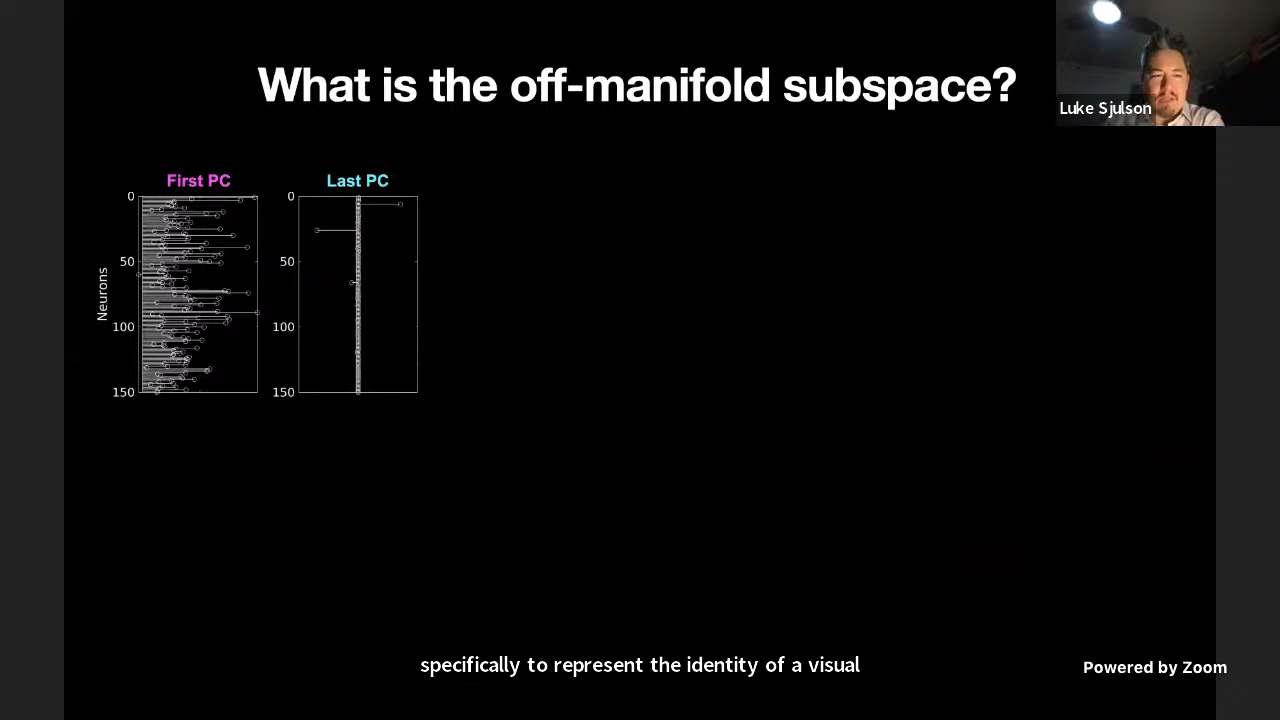 What is the off-manifold subspace?
Luke Sjulson
First PC
Last PC
0
50
100
150
Neurons
0
50
100
150
specifically to represent the identity of a visual
Powered by Zoom